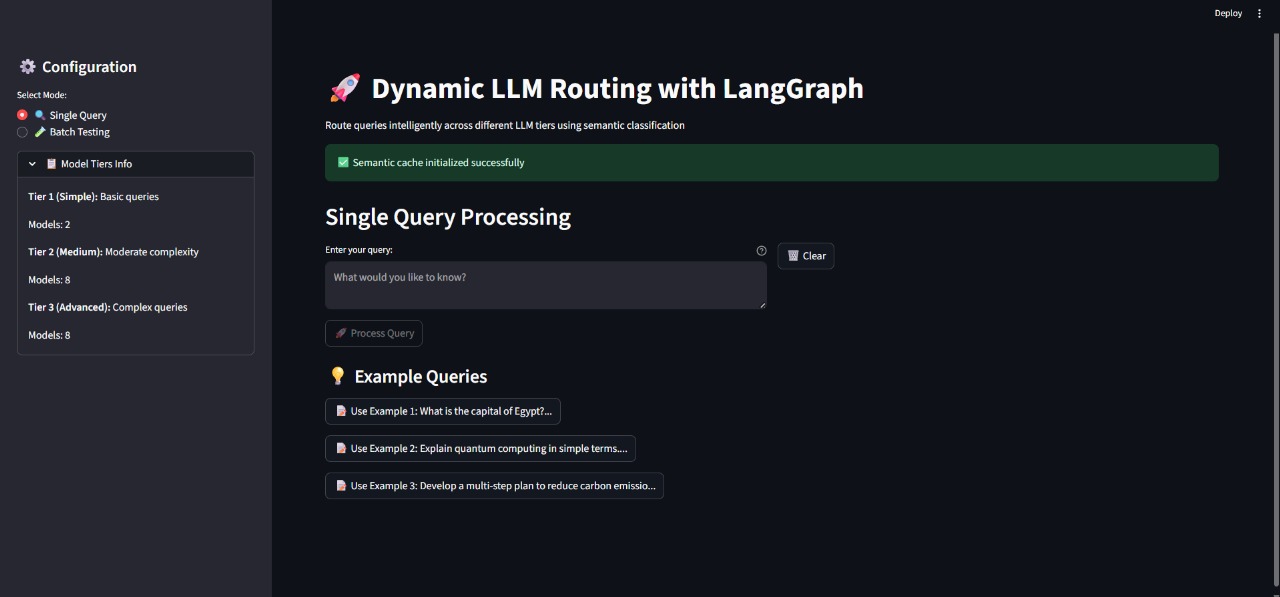 Deploy
⚙️ Configuration
Select Mode:
🔍 Single Query
🧪 Batch Testing
📋 Model Tiers Info
Tier 1 (Simple): Basic queries
Models: 2
Tier 2 (Medium): Moderate complexity
Models: 8
Tier 3 (Advanced): Complex queries
Models: 8
🚀 Dynamic LLM Routing with LangGraph
Route queries intelligently across different LLM tiers using semantic classification
✅ Semantic cache initialized successfully
Single Query Processing
Enter your query:
🗑️ Clear
What would you like to know?
🚀 Process Query
💡 Example Queries
📝 Use Example 1: What is the capital of Egypt?...
📝 Use Example 2: Explain quantum computing in simple terms....
📝 Use Example 3: Develop a multi-step plan to reduce carbon emissio...